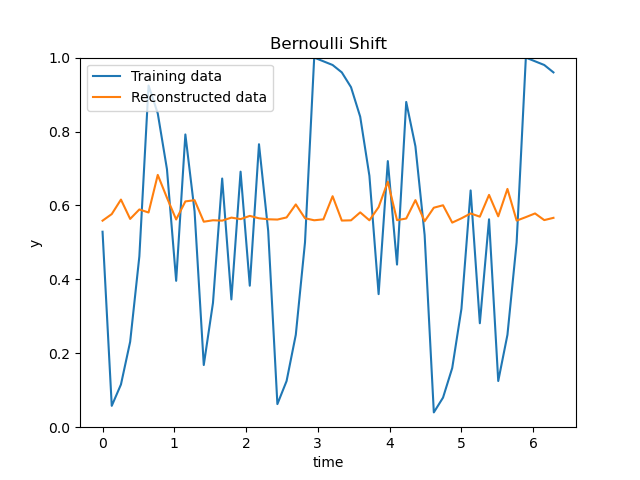 Bernoulli Shift
Training data
Reconstructed data
1.0
0.8
0.6
0.4
0.2
0.0
y
0 1 2 3 4 5 6
time